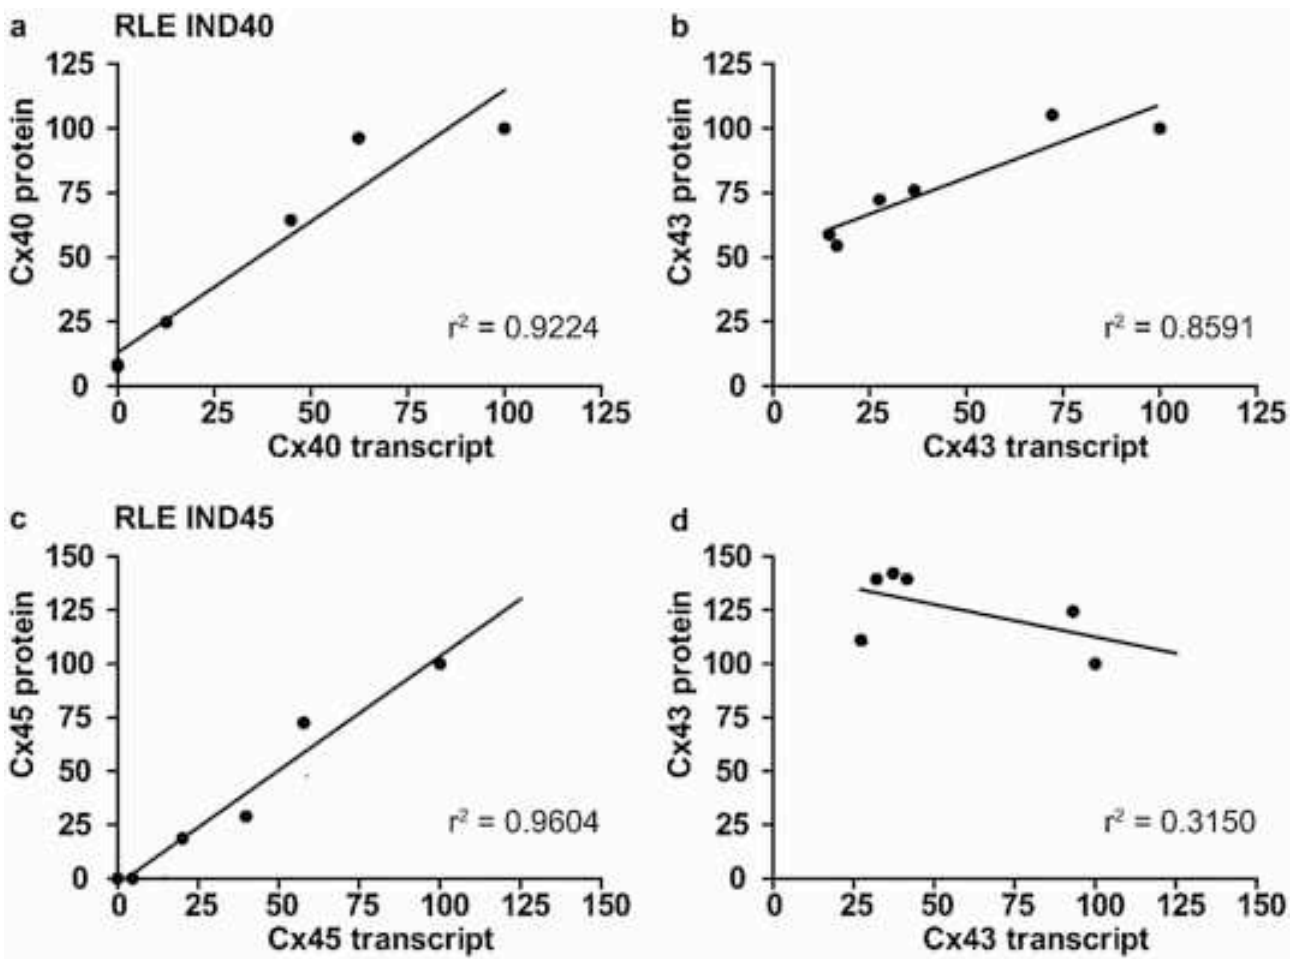 a RLE IND40
125
100
75
50
25
0
Cx40 protein
r² = 0.9224
0 25 50 75 100 125
Cx40 transcript
b
125
100
75
50
25
0
Cx43 protein
r² = 0.8591
0 25 50 75 100 125
Cx43 transcript
c RLE IND45
150
125
100
75
50
25
0
Cx45 protein
r² = 0.9604
0 25 50 75 100 125 150
Cx45 transcript
d
150
125
100
75
50
25
0
Cx43 protein
r² = 0.3150
0 25 50 75 100 125 150
Cx43 transcript